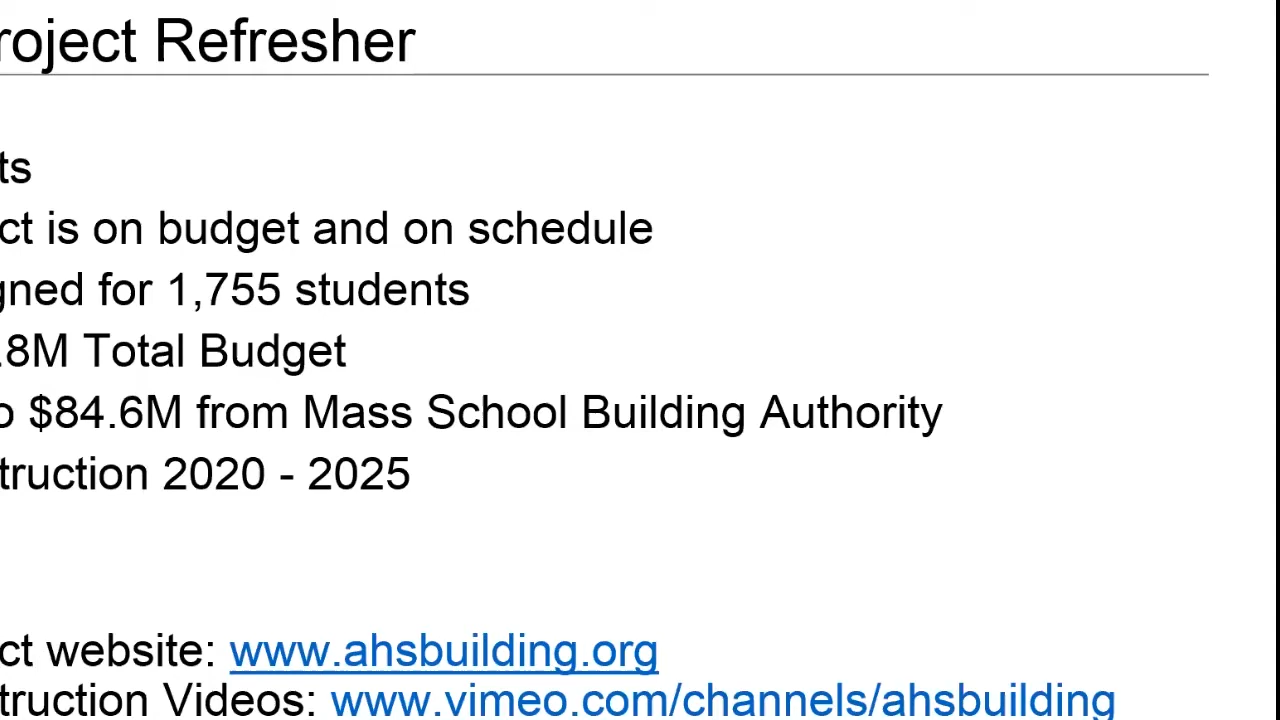 roject Refresher
ts
ct is on budget and on schedule
gned for 1,755 students
.8M Total Budget
o $84.6M from Mass School Building Authority
truction 2020 - 2025
ct website: www.ahsbuilding.org
truction Videos: www.vimeo.com/channels/ahsbuilding